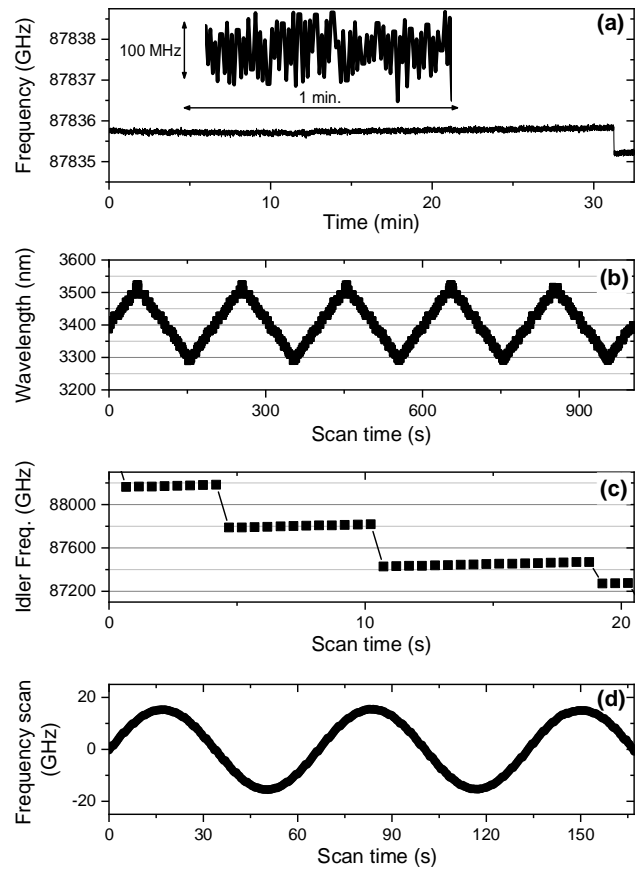 (a)
Frequency (GHz)
87838
87837
87836
87835
100 MHz
1 min.
0 10 20 30
Time (min)
(b)
Wavelength (nm)
3600
3500
3400
3300
3200
0 300 600 900
Scan time (s)
(c)
Idler Freq. (GHz)
88000
87600
87200
0 10 20
Scan time (s)
(d)
Frequency scan
(GHz)
20
0
-20
0 30 60 90 120 150
Scan time (s)